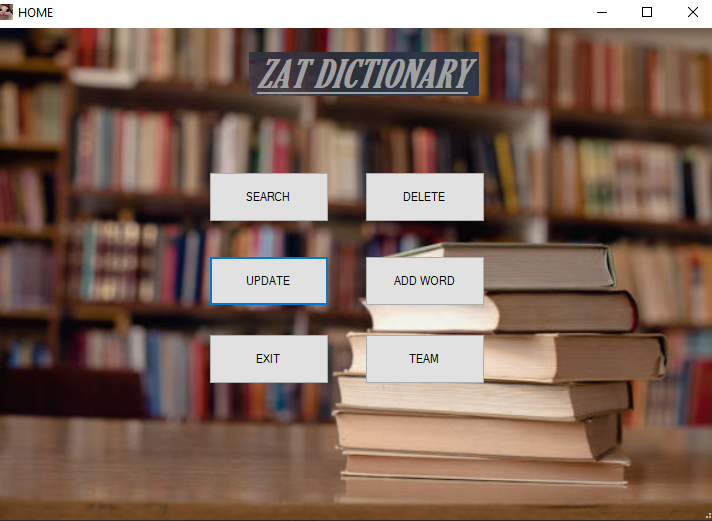 HOME
ZAT DICTIONARY
SEARCH
DELETE
UPDATE
ADD WORD
EXIT
TEAM